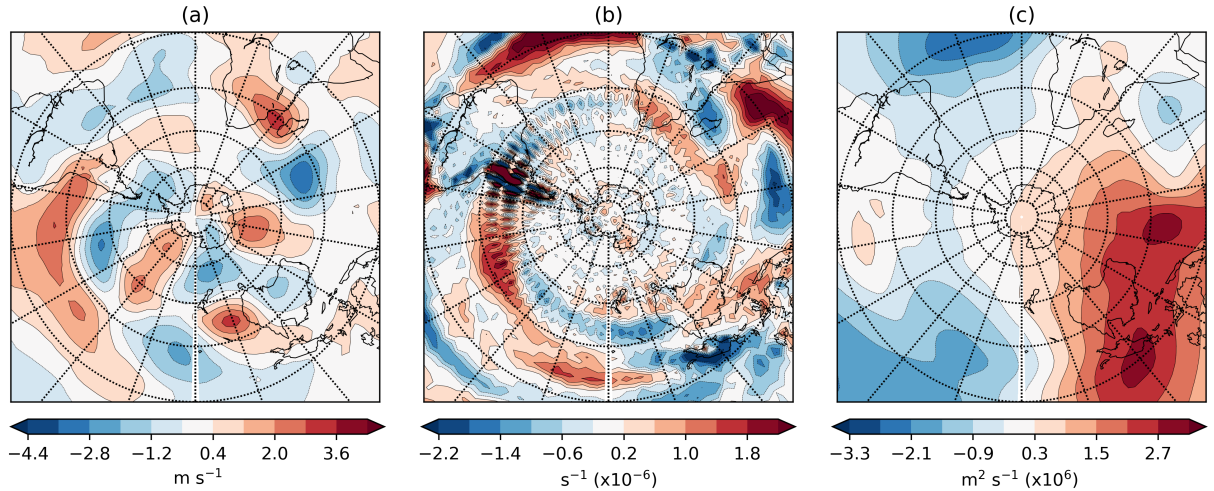 (a) (b) (c)
−4.4 −2.8 −1.2 0.4 2.0 3.6 −2.2 −1.4 −0.6 0.2 1.0 1.8 −3.3 −2.1 −0.9 0.3 1.5 2.7
m s⁻¹ s⁻¹ (x10⁻⁶) m² s⁻¹ (x10⁶)